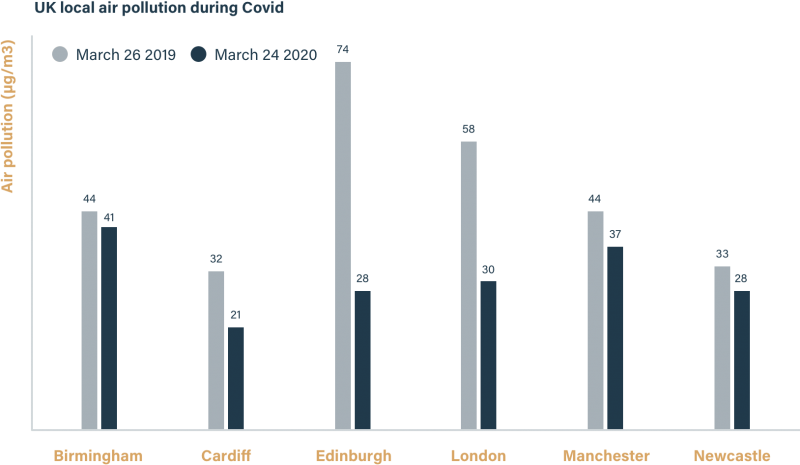 UK local air pollution during Covid
Air pollution (µg/m3)
March 26 2019
March 24 2020
44
41
32
21
74
28
58
30
44
37
33
28
Birmingham
Cardiff
Edinburgh
London
Manchester
Newcastle